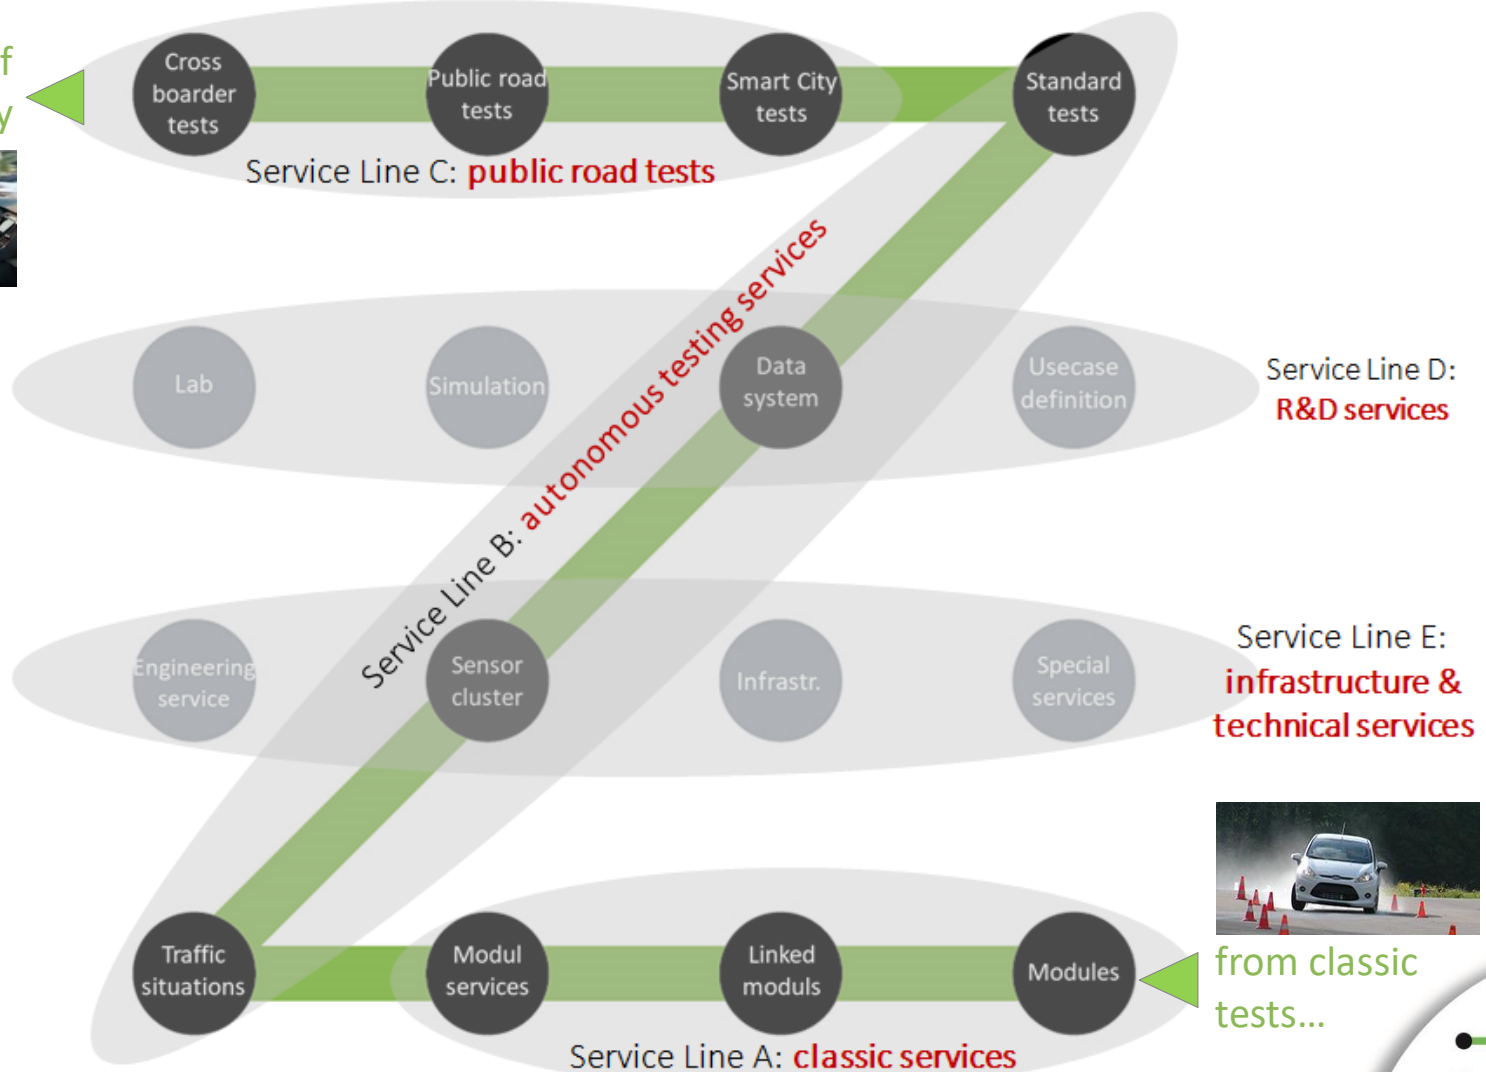 f
y
Cross
boarder
tests
Public road
tests
Smart City
tests
Standard
tests
Service Line C: public road tests
Service Line B: autonomous testing services
Lab
Simulation
Data
system
Usecase
definition
Service Line D:
R&D services
Engineering
service
Sensor
cluster
Infrastr.
Special
services
Service Line E:
infrastructure &
technical services
Traffic
situations
Modul
services
Linked
moduls
Modules
from classic
tests...
Service Line A: classic services